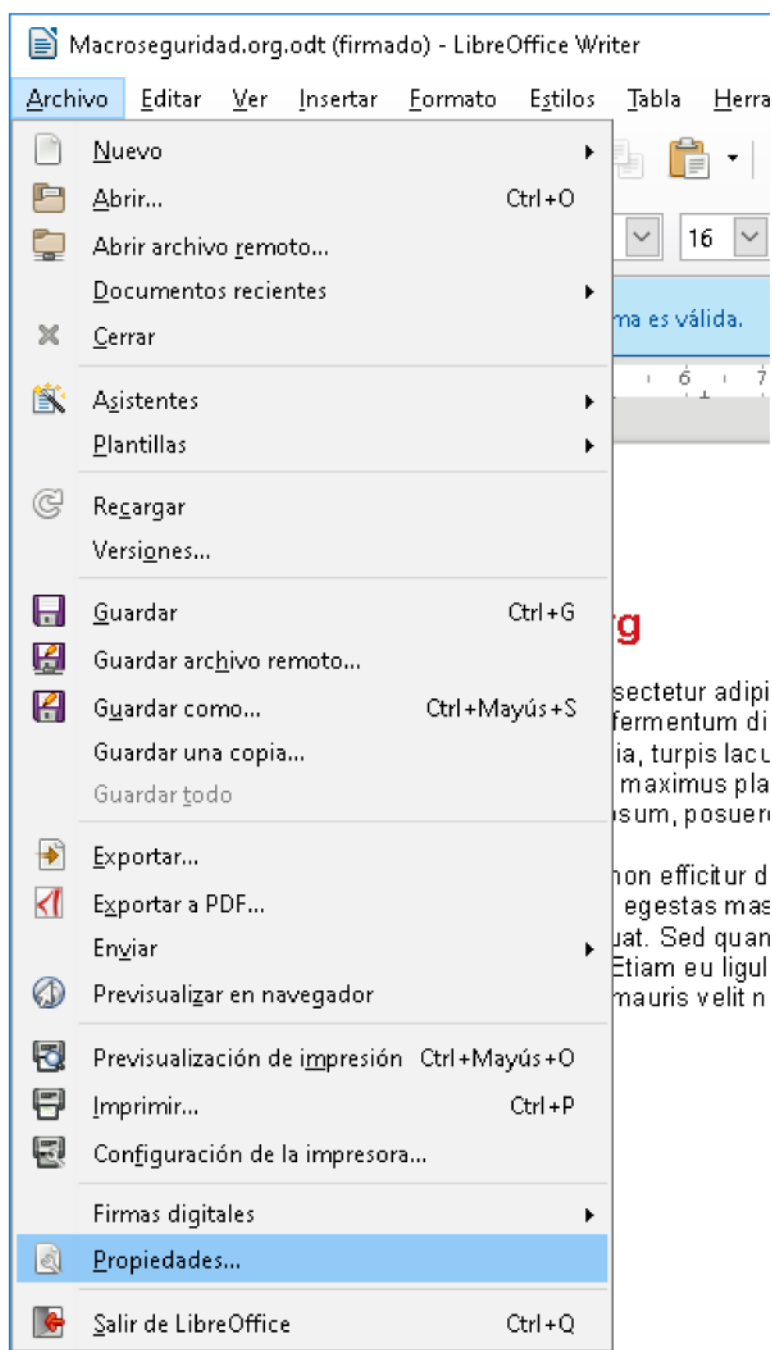 Macroseguridad.org.odt (firmado) - LibreOffice Writer
Archivo Editar Ver Insertar Formato Estilos Tabla Herra
Nuevo
Abrir... Ctrl+O
Abrir archivo remoto...
16
Documentos recientes
ma es válida.
Cerrar
6 7
Asistentes
Plantillas
Recargar
Versiones...
Guardar Ctrl+G
rg
Guardar archivo remoto...
Guardar como... Ctrl+Mayús+S
Guardar una copia...
Guardar todo
sectetur adipi
fermentum di
ia, turpis lacu
maximus pla
psum, posuere
Exportar...
Exportar a PDF...
Enviar
Previsualizar en navegador
non efficitur d
egestas mas
uat. Sed quan
Etiam eu ligul
mauris velit n
Previsualización de impresión Ctrl+Mayús+O
Imprimir... Ctrl+P
Configuración de la impresora...
Firmas digitales
Propiedades...
Salir de LibreOffice Ctrl+Q